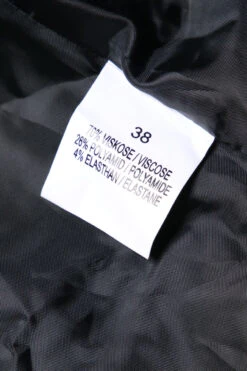 38
70% VISKOSE/VISCOSE
26% POLYAMID/POLYAMIDE
4% ELASTHAN/ELASTANE